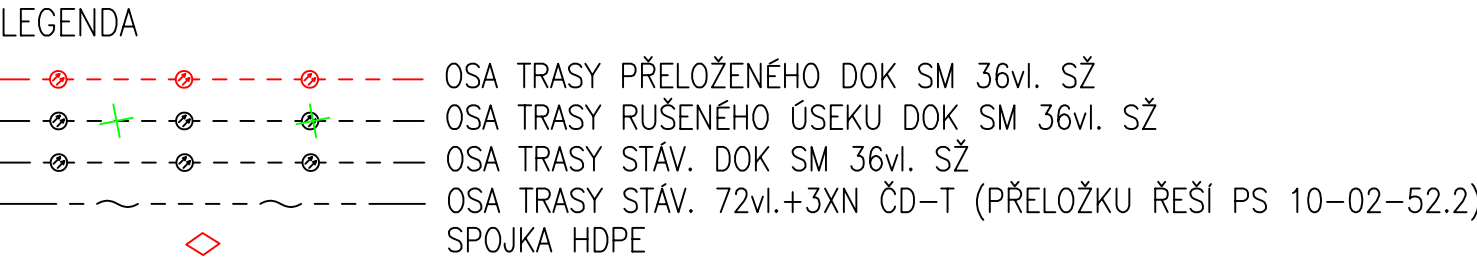 LEGENDA
OSA TRASY PŘELOŽENÉHO DOK SM 36vl. SŽ
OSA TRASY RUŠENÉHO ÚSEKU DOK SM 36vl. SŽ
OSA TRASY STÁV. DOK SM 36vl. SŽ
OSA TRASY STÁV. 72vl.+3XN ČD-T (PŘELOŽKU ŘEŠÍ PS 10-02-52.2)
SPOJKA HDPE